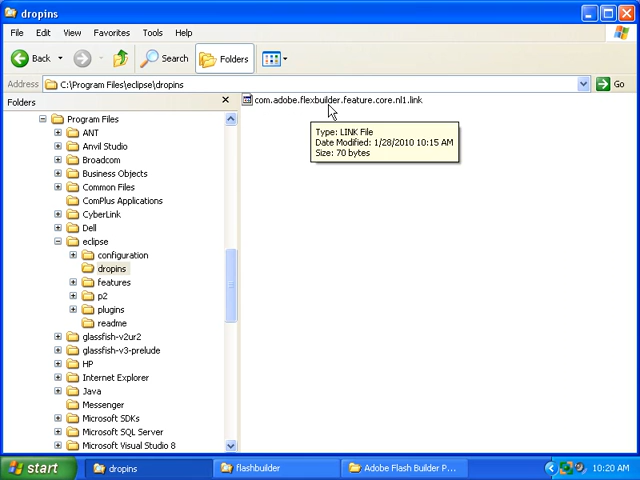 dropins
File Edit View Favorites Tools Help
Back Search Folders
Address C:\Program Files\eclipse\dropins Go
Folders
com.adobe.flexbuilder.feature.core.nl1.link
Type: LINK File
Date Modified: 1/28/2010 10:15 AM
Size: 70 bytes
Program Files
ANT
Anvil Studio
Broadcom
Business Objects
Common Files
ComPlus Applications
CyberLink
Dell
eclipse
configuration
dropins
features
p2
plugins
readme
glassfish-v2ur2
glassfish-v3-prelude
HP
Internet Explorer
Java
Messenger
Microsoft SDKs
Microsoft SQL Server
Microsoft Visual Studio 8
start dropins flashbuilder Adobe Flash Builder P... 10:20 AM